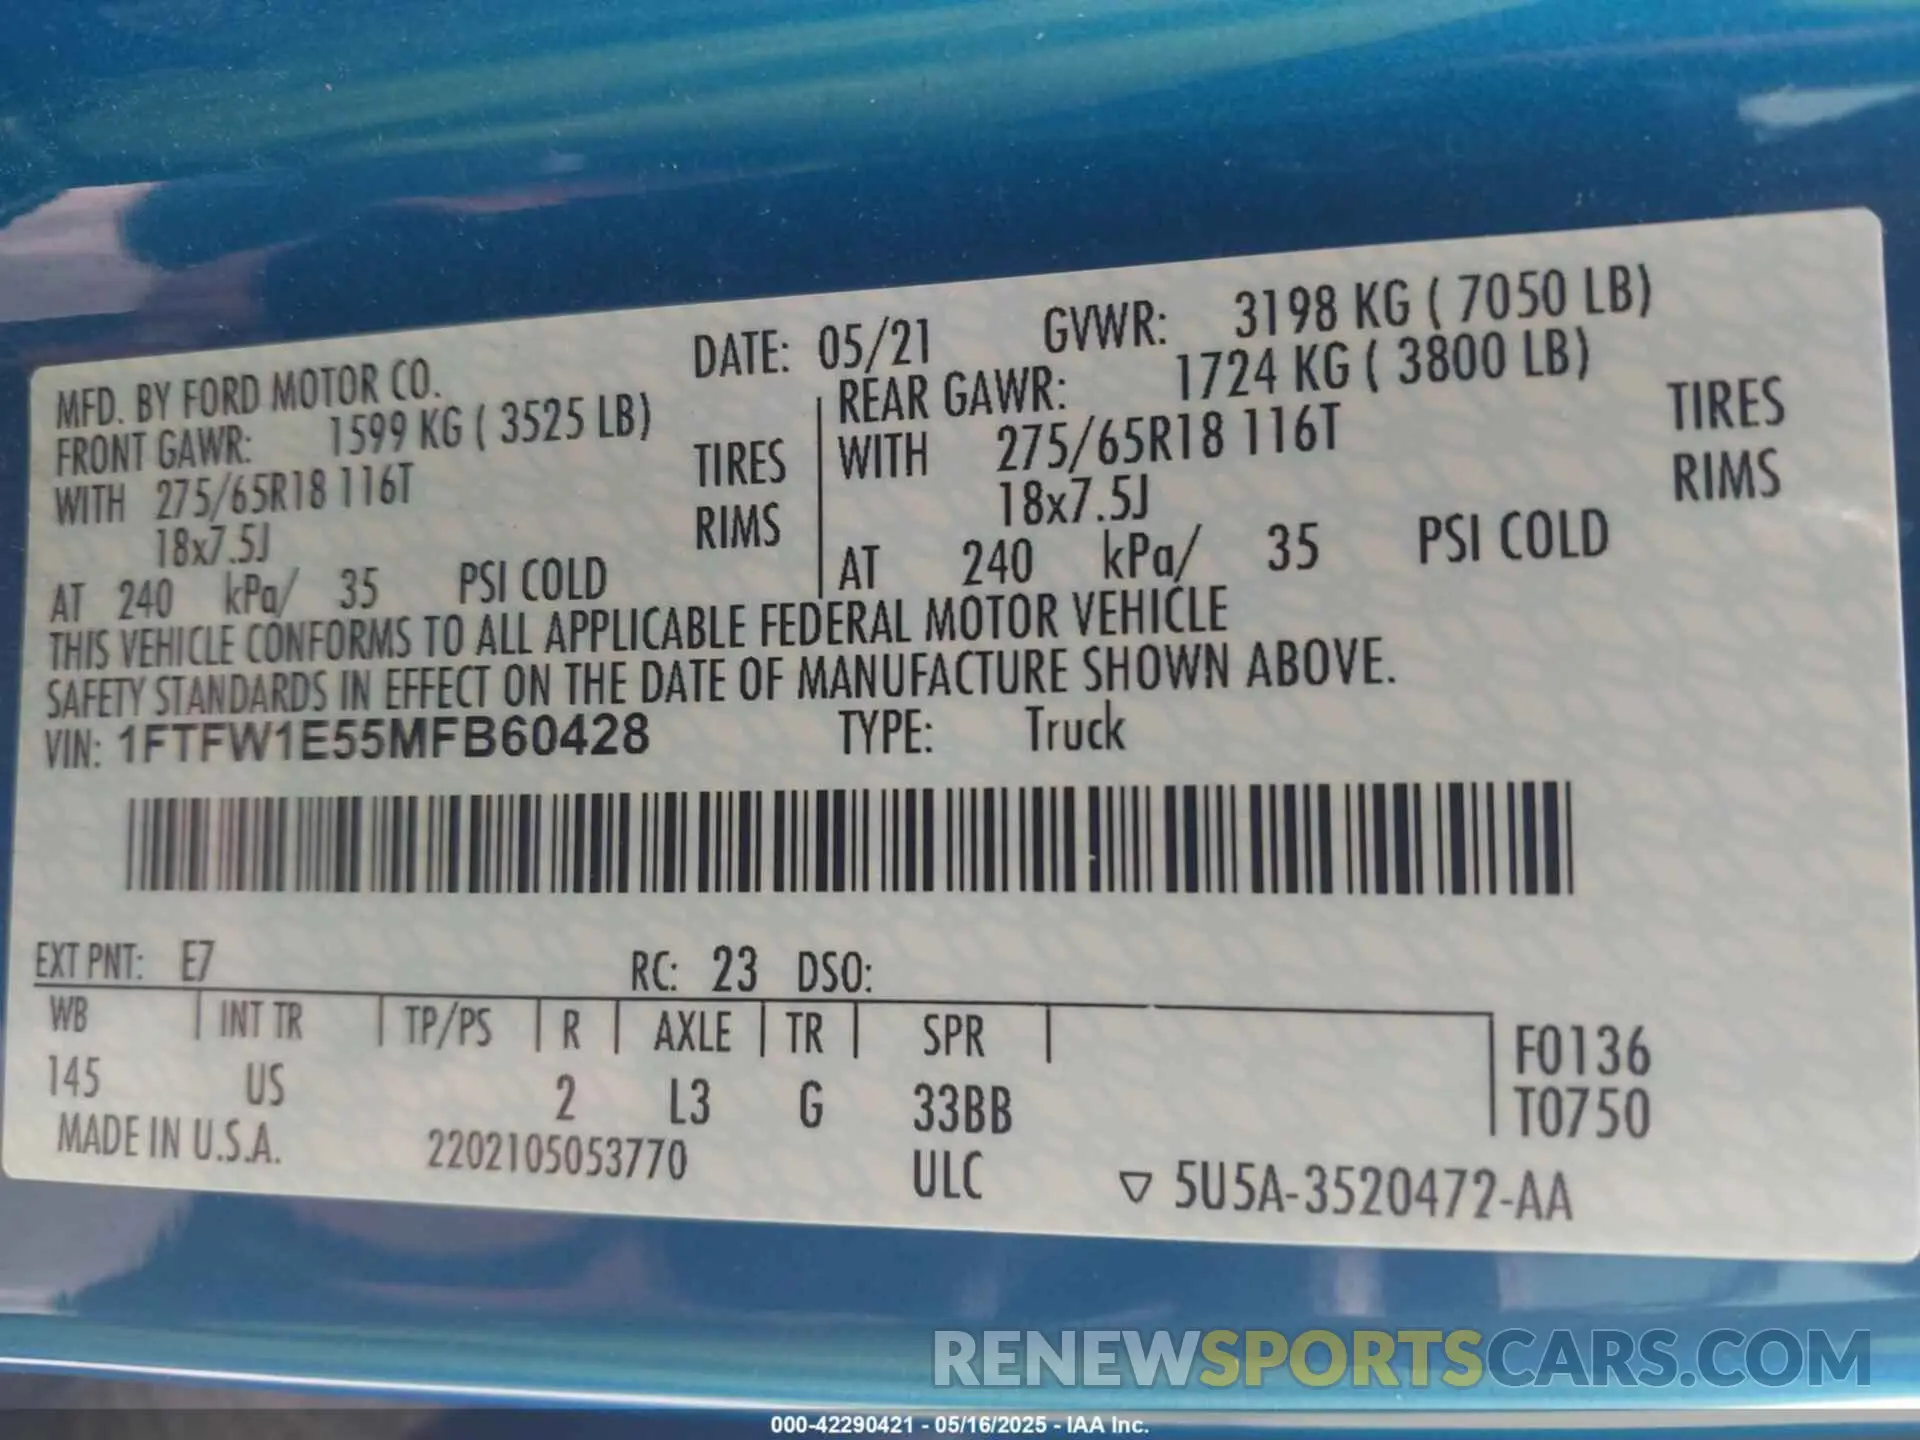 MFD. BY FORD MOTOR CO. DATE: 05/21 GVWR: 3198 KG ( 7050 LB)
FRONT GAWR: 1599 KG ( 3525 LB) REAR GAWR: 1724 KG ( 3800 LB)
WITH 275/65R18 116T TIRES WITH 275/65R18 116T TIRES
18x7.5J RIMS 18x7.5J RIMS
AT 240 kPa/ 35 PSI COLD AT 240 kPa/ 35 PSI COLD
THIS VEHICLE CONFORMS TO ALL APPLICABLE FEDERAL MOTOR VEHICLE
SAFETY STANDARDS IN EFFECT ON THE DATE OF MANUFACTURE SHOWN ABOVE.
VIN: 1FTFW1E55MFB60428 TYPE: Truck
EXT PNT: E7 RC: 23 DSO:
WB INT TR TP/PS R AXLE TR SPR F0136
145 US 2 L3 G 33BB T0750
MADE IN U.S.A. 2202105053770 ULC ▽ 5U5A-3520472-AA
RENEWSPORTSCARS.COM
000-42290421 - 05/16/2025 - IAA Inc.